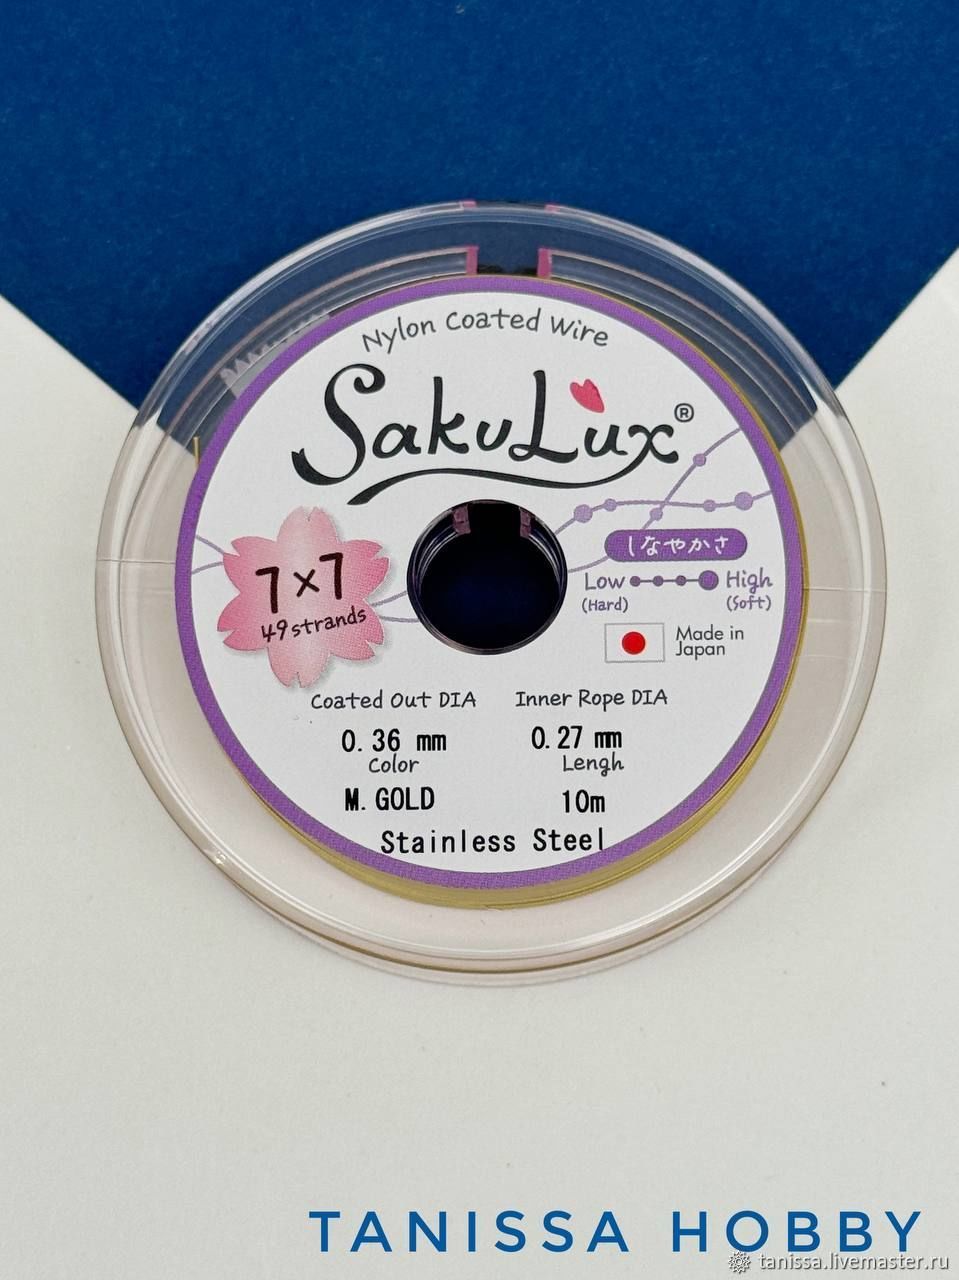 Nylon Coated Wire
SakuLux®
7×7
49strands
しなやかさ
Low High
(Hard) (Soft)
Made in
Japan
Coated Out DIA Inner Rope DIA
0.36 mm 0.27 mm
Color Lengh
M.GOLD 10m
Stainless Steel
TANISSA HOBBY
tanissa.livemaster.ru